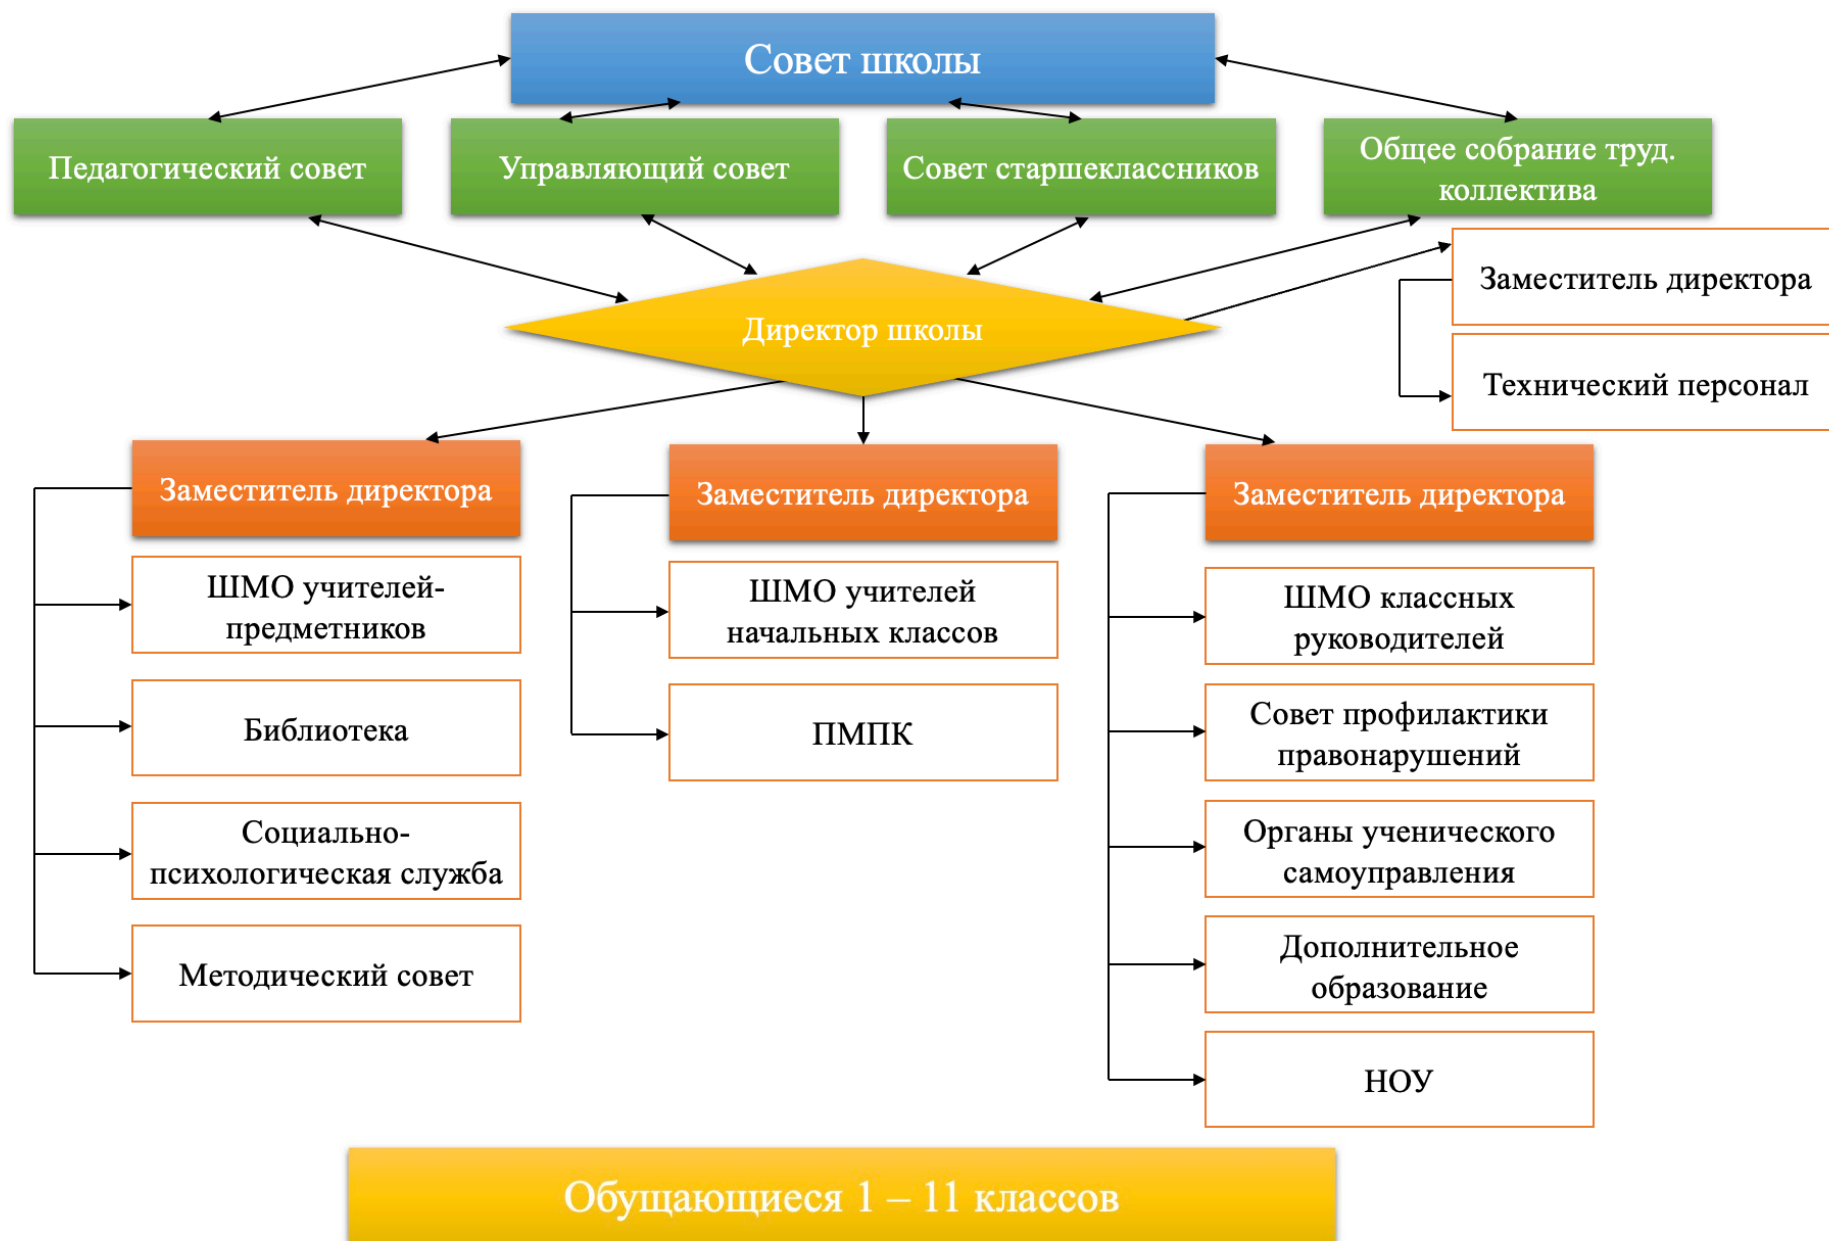 Совет школы
Педагогический совет
Управляющий совет
Совет старшеклассников
Общее собрание труд.
коллектива
Директор школы
Заместитель директора
Технический персонал
Заместитель директора
ШМО учителей-
предметников
Библиотека
Социально-
психологическая служба
Методический совет
Заместитель директора
ШМО учителей
начальных классов
ПМПК
Заместитель директора
ШМО классных
руководителей
Совет профилактики
правонарушений
Органы ученического
самоуправления
Дополнительное
образование
НОУ
Обущающиеся 1 – 11 классов